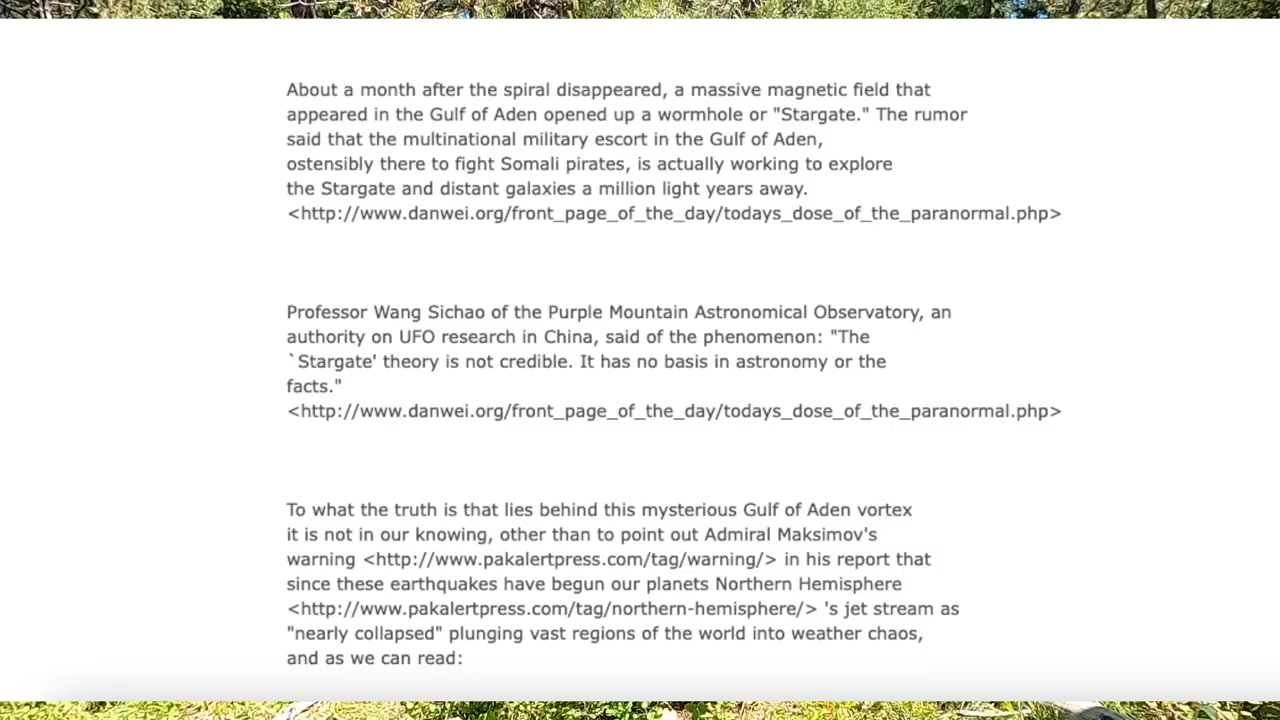 About a month after the spiral disappeared, a massive magnetic field that
appeared in the Gulf of Aden opened up a wormhole or "Stargate." The rumor
said that the multinational military escort in the Gulf of Aden,
ostensibly there to fight Somali pirates, is actually working to explore
the Stargate and distant galaxies a million light years away.
<http://www.danwei.org/front_page_of_the_day/todays_dose_of_the_paranormal.php>
Professor Wang Sichao of the Purple Mountain Astronomical Observatory, an
authority on UFO research in China, said of the phenomenon: "The
`Stargate' theory is not credible. It has no basis in astronomy or the
facts."
<http://www.danwei.org/front_page_of_the_day/todays_dose_of_the_paranormal.php>
To what the truth is that lies behind this mysterious Gulf of Aden vortex
it is not in our knowing, other than to point out Admiral Maksimov's
warning <http://www.pakalertpress.com/tag/warning/> in his report that
since these earthquakes have begun our planets Northern Hemisphere
<http://www.pakalertpress.com/tag/northern-hemisphere/> 's jet stream as
"nearly collapsed" plunging vast regions of the world into weather chaos,
and as we can read: